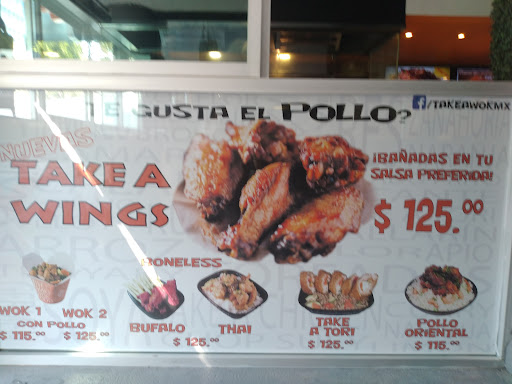 TE GUSTA EL POLLO?
/TAKEAWOKMX
NUEVAS
TAKE A
WINGS
¡BAÑADAS EN TU
SALSA PREFERIDA!
$ 125.00
BONELESS
WOK 1 WOK 2
CON POLLO
$ 115.00 $ 125.00
BUFALO
THAI
$ 125.00
TAKE
A TORI
$ 125.00
POLLO
ORIENTAL
$ 115.00